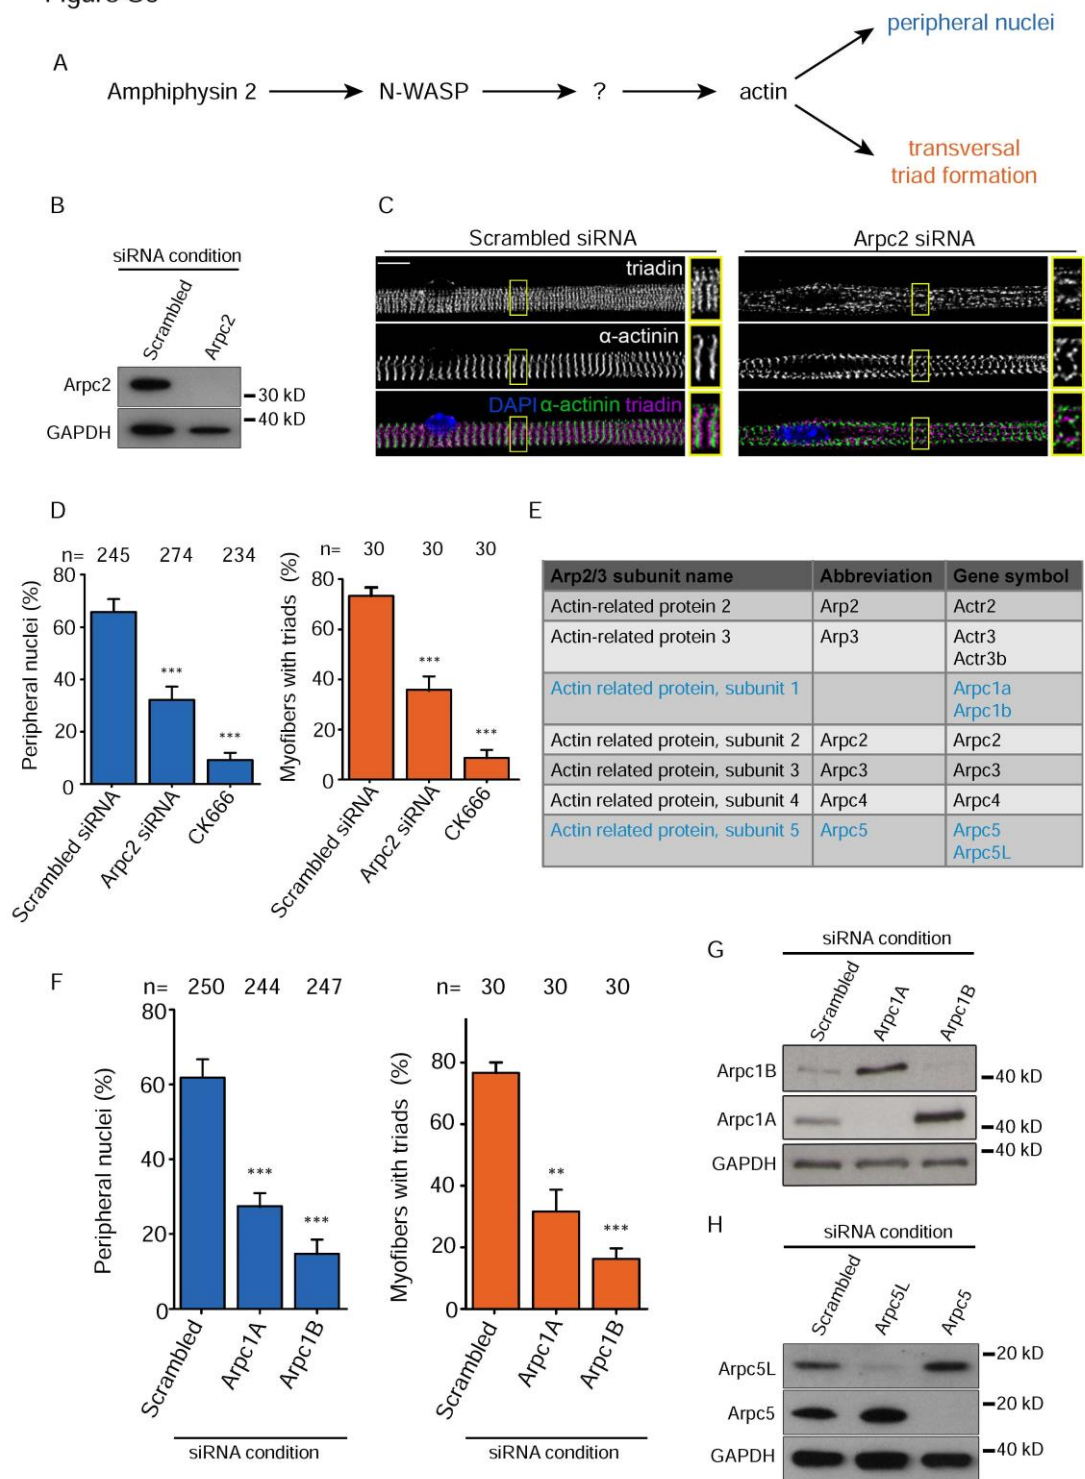 A
Amphiphysin 2 N-WASP ? actin
peripheral nuclei
transversal
triad formation
B
siRNA condition
Scrambled
Arpc2
Arpc2
30 kD
40 kD
GAPDH
C
Scrambled siRNA
Arpc2 siRNA
triadin
α-actinin
DAPI α-actinin triadin
D
n= 245 274 234
Peripheral nuclei (%)
80
60
40
20
0
***
***
Scrambled siRNA
Arpc2 siRNA
CK666
n= 30 30 30
Myofibers with triads (%)
80
60
40
20
0
***
***
Scrambled siRNA
Arpc2 siRNA
CK666
E
Arp2/3 subunit name Abbreviation Gene symbol
Actin-related protein 2 Arp2 Actr2
Actin-related protein 3 Arp3 Actr3
Actr3b
Actin related protein, subunit 1 Arpc1a
Arpc1b
Actin related protein, subunit 2 Arpc2 Arpc2
Actin related protein, subunit 3 Arpc3 Arpc3
Actin related protein, subunit 4 Arpc4 Arpc4
Actin related protein, subunit 5 Arpc5 Arpc5
Arpc5L
F
n= 250 244 247
Peripheral nuclei (%)
80
60
40
20
0
***
***
Scrambled
Arpc1A
Arpc1B
siRNA condition
n= 30 30 30
Myofibers with triads (%)
80
60
40
20
0
**
***
Scrambled
Arpc1A
Arpc1B
siRNA condition
G
siRNA condition
Scrambled
Arpc1A
Arpc1B
Arpc1B
40 kD
Arpc1A
40 kD
40 kD
GAPDH
H
siRNA condition
Scrambled
Arpc5L
Arpc5
20 kD
Arpc5L
20 kD
Arpc5
40 kD
GAPDH